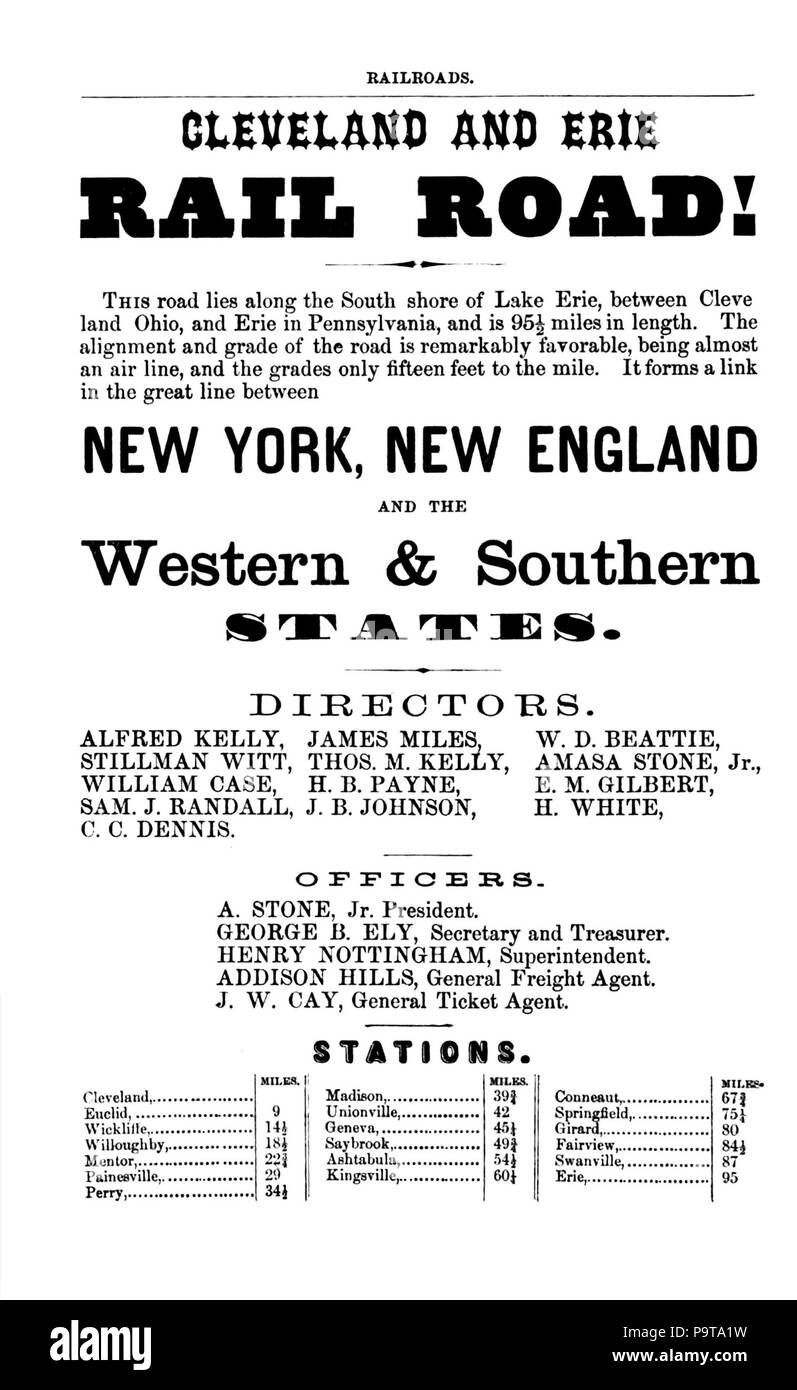 RAILROADS.
CLEVELAND AND ERIE
RAIL ROAD!
THIS road lies along the South shore of Lake Erie, between Cleve
land Ohio, and Erie in Pennsylvania, and is 95½ miles in length. The
alignment and grade of the road is remarkably favorable, being almost
an air line, and the grades only fifteen feet to the mile. It forms a link
in the great line between
NEW YORK, NEW ENGLAND
AND THE
Western & Southern
STATES.
DIRECTORS.
ALFRED KELLY, JAMES MILES, W. D. BEATTIE,
STILLMAN WITT, THOS. M. KELLY, AMASA STONE, Jr.,
WILLIAM CASE, H. B. PAYNE, E. M. GILBERT,
SAM. J. RANDALL, J. B. JOHNSON, H. WHITE,
C. C. DENNIS.
OFFICERS.
A. STONE, Jr. President.
GEORGE B. ELY, Secretary and Treasurer.
HENRY NOTTINGHAM, Superintendent.
ADDISON HILLS, General Freight Agent.
J. W. CAY, General Ticket Agent.
STATIONS.
MILES. MILES. MILES.
Cleveland,................... Madison,................. 39¾ Conneaut,................ 67¾
Euclid, ....................... 9 Unionville,............... 42 Springfield,.............. 75¼
Wickliffe,.................... 14½ Geneva, ................... 45¼ Girard,.................... 80
Willoughby,................ 18½ Saybrook,................. 49¾ Fairview,.................. 84½
Mentor,...................... 22¾ Ashtabula,................ 54½ Swanville, ................ 87
Painesville,.................. 29 Kingsville,................ 60¼ Erie,........................ 95
Perry,........................ 34½
alamy
alamy
Image ID: P9TA1W
www.alamy.com